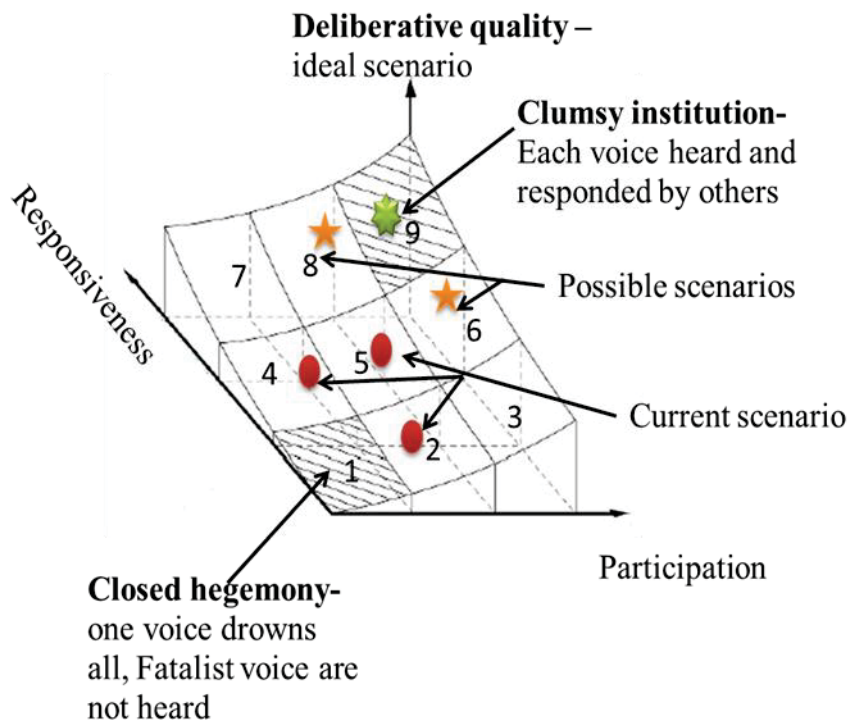 Deliberative quality –
ideal scenario
Clumsy institution-
Each voice heard and
responded by others
Responsiveness
9
8
7
Possible scenarios
6
5
4
3
Current scenario
2
1
Participation
Closed hegemony-
one voice drowns
all, Fatalist voice are
not heard